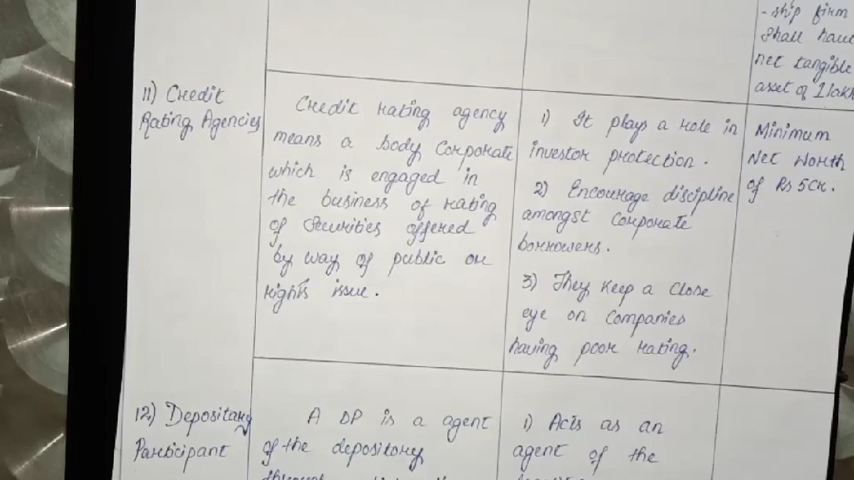 - ship firm
shall have
net tangible
asset of 1 lakh
11) Credit
Rating Agencies
Credit rating agency
means a body corporate
which is engaged in
the business of rating
of securities offered
by way of public or
rights issue.
1) It plays a role in
investor protection.
2) Encourage discipline
amongst corporate
borrowers.
3) They keep a close
eye on companies
having poor rating.
Minimum
Net Worth
of Rs 5cr.
12) Depositary
Participant
A DP is a agent
of the depository
1) Acts as an
agent of the